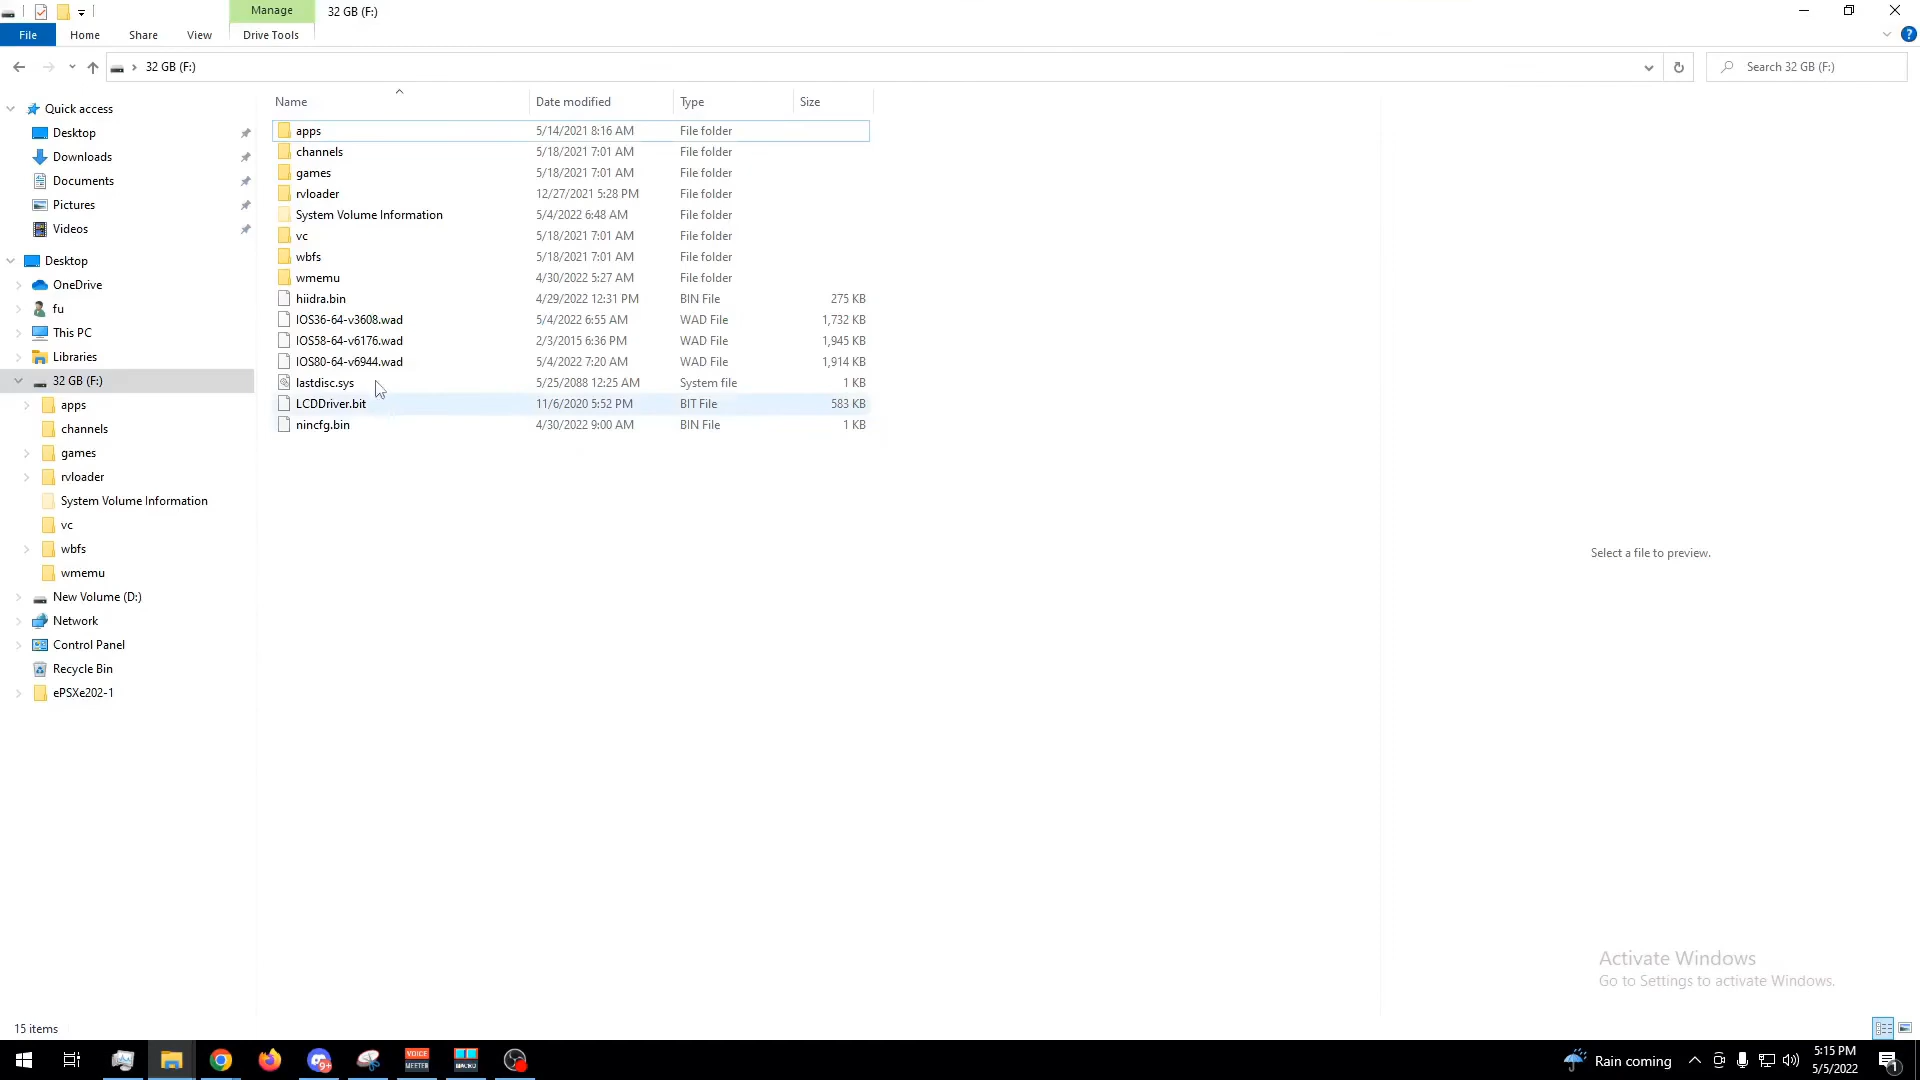 Manage
32 GB (F:)
File
Home
Share
View
Drive Tools
32 GB (F:)
Search 32 GB (F:)
Name
Date modified
Type
Size
Quick access
Desktop
Downloads
Documents
Pictures
Videos
Desktop
OneDrive
fu
This PC
Libraries
32 GB (F:)
apps
channels
games
rvloader
System Volume Information
vc
wbfs
wmemu
New Volume (D:)
Network
Control Panel
Recycle Bin
ePSXe202-1
apps 5/14/2021 8:16 AM File folder
channels 5/18/2021 7:01 AM File folder
games 5/18/2021 7:01 AM File folder
rvloader 12/27/2021 5:28 PM File folder
System Volume Information 5/4/2022 6:48 AM File folder
vc 5/18/2021 7:01 AM File folder
wbfs 5/18/2021 7:01 AM File folder
wmemu 4/30/2022 5:27 AM File folder
hiidra.bin 4/29/2022 12:31 PM BIN File 275 KB
IOS36-64-v3608.wad 5/4/2022 6:55 AM WAD File 1,732 KB
IOS58-64-v6176.wad 2/3/2015 6:36 PM WAD File 1,945 KB
IOS80-64-v6944.wad 5/4/2022 7:20 AM WAD File 1,914 KB
lastdisc.sys 5/25/2088 12:25 AM System file 1 KB
LCDDriver.bit 11/6/2020 5:52 PM BIT File 583 KB
nincfg.bin 4/30/2022 9:00 AM BIN File 1 KB
Select a file to preview.
Activate Windows
Go to Settings to activate Windows.
15 items
9+
VOICE
MEETER
MACRO
Rain coming
5:15 PM
5/5/2022
1